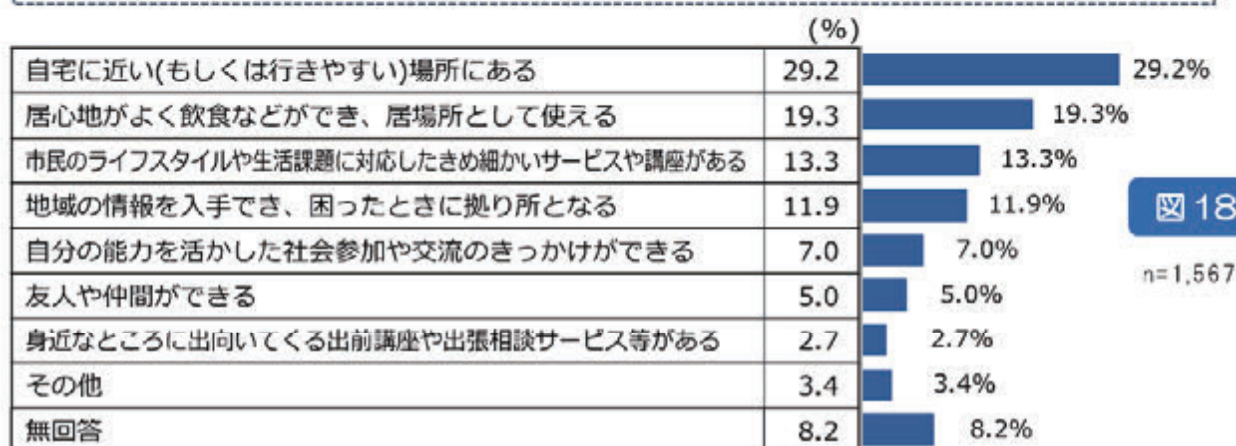 (%)
自宅に近い(もしくは行きやすい)場所にある 29.2 29.2%
居心地がよく飲食などができ、居場所として使える 19.3 19.3%
市民のライフスタイルや生活課題に対応したきめ細かいサービスや講座がある 13.3 13.3%
地域の情報を入手でき、困ったときに拠り所となる 11.9 11.9%
図18
自分の能力を活かした社会参加や交流のきっかけができる 7.0 7.0%
n=1,567
友人や仲間ができる 5.0 5.0%
身近なところに出向いてくる出前講座や出張相談サービス等がある 2.7 2.7%
その他 3.4 3.4%
無回答 8.2 8.2%